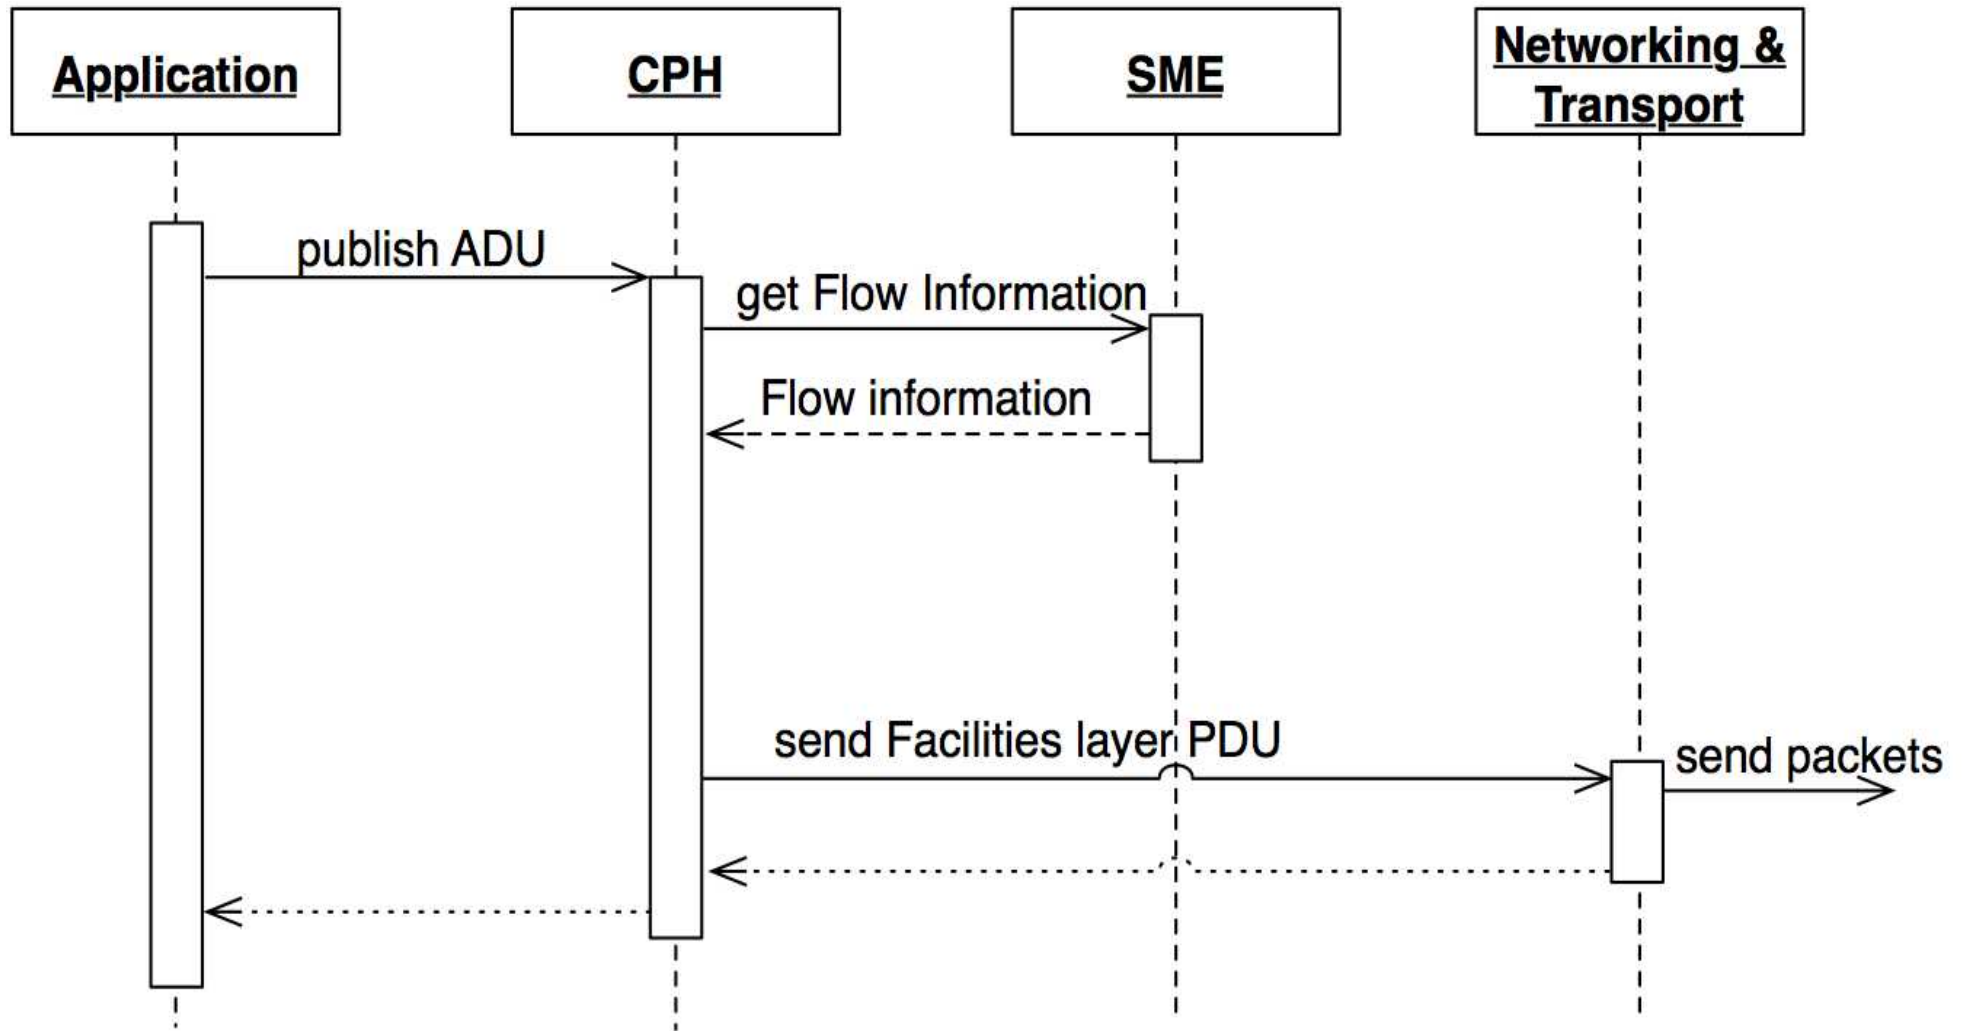 Application
CPH
SME
Networking &
Transport
publish ADU
get Flow Information
Flow information
send Facilities layer PDU
send packets